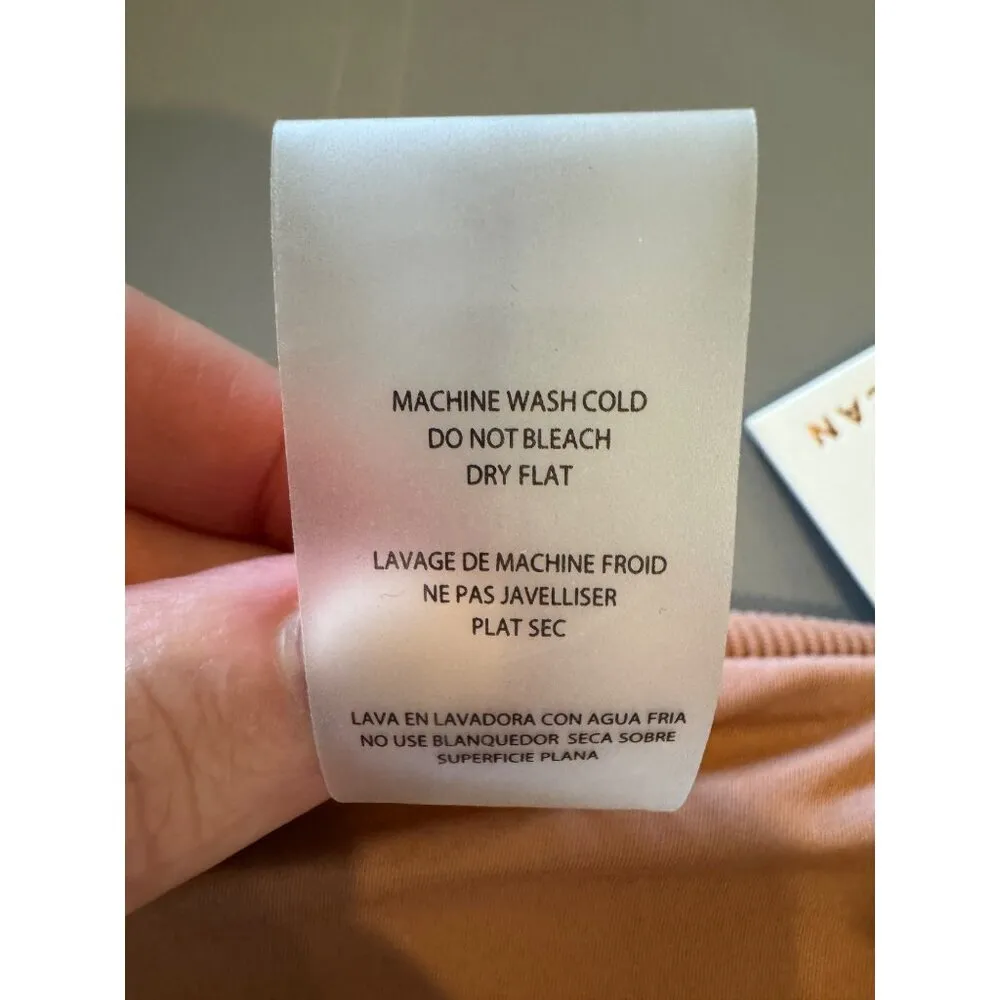 MACHINE WASH COLD
DO NOT BLEACH
DRY FLAT
LAVAGE DE MACHINE FROID
NE PAS JAVELLISER
PLAT SEC
LAVA EN LAVADORA CON AGUA FRIA
NO USE BLANQUEDOR SECA SOBRE
SUPERFICIE PLANA